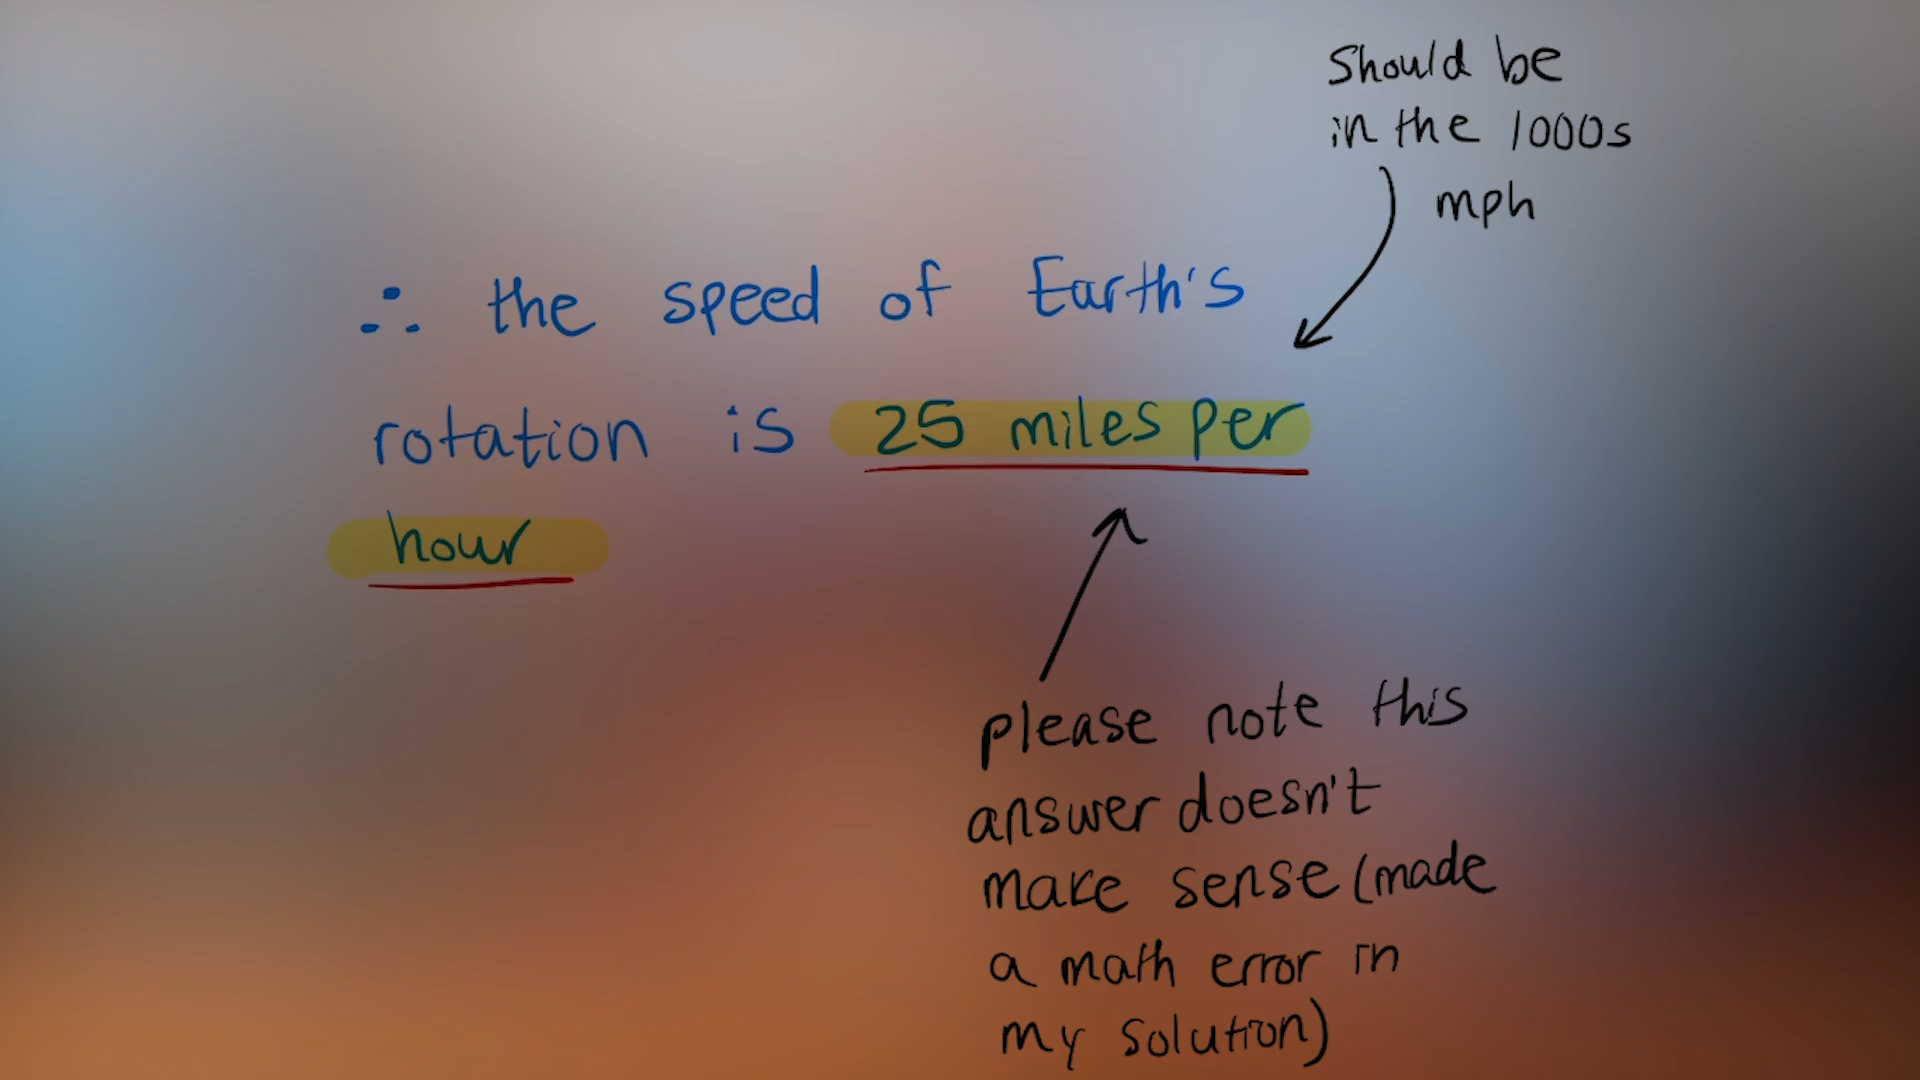 Should be
in the 1000s
mph
∴ the speed of Earth's
rotation is 25 miles per
hour
please note this
answer doesn't
make sense (made
a math error in
my solution)